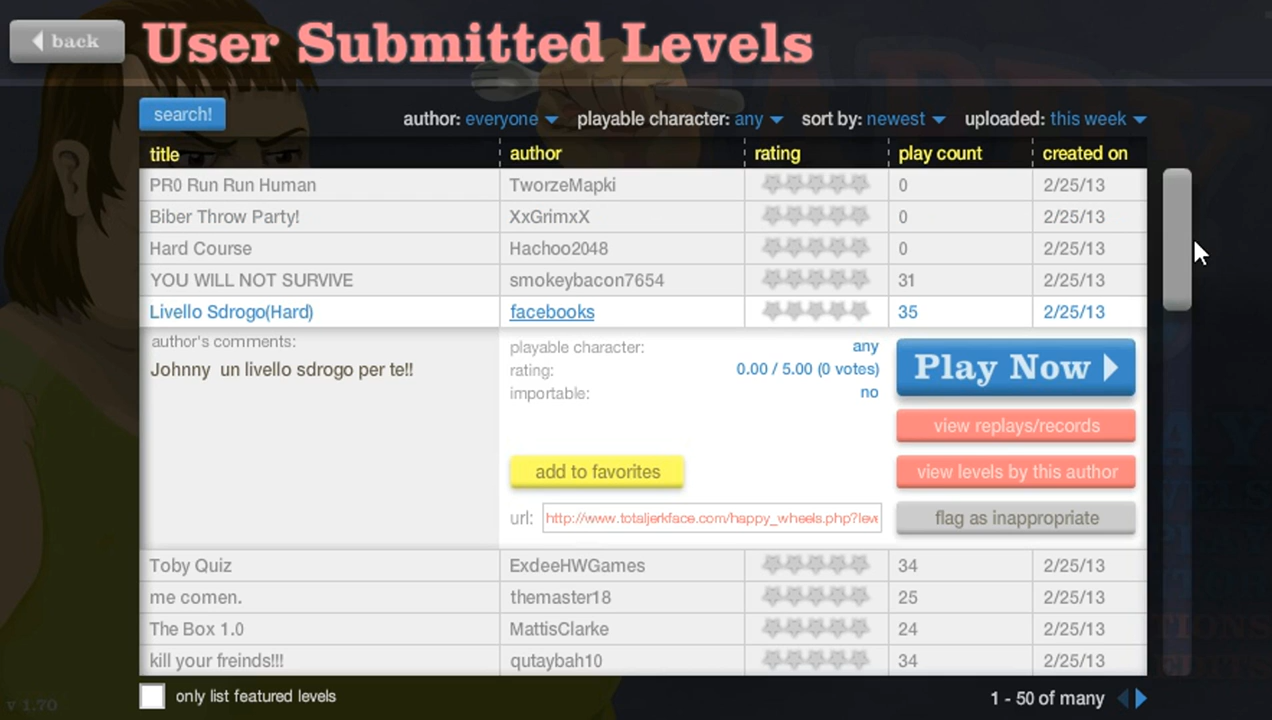 back
User Submitted Levels
search!
author: everyone playable character: any sort by: newest uploaded: this week
title author rating play count created on
PR0 Run Run Human TworzeMapki 0 2/25/13
Biber Throw Party! XxGrimxX 0 2/25/13
Hard Course Hachoo2048 0 2/25/13
YOU WILL NOT SURVIVE smokeybacon7654 31 2/25/13
Livello Sdrogo(Hard) facebooks 35 2/25/13
author's comments:
Johnny un livello sdrogo per te!!
playable character: any
rating: 0.00 / 5.00 (0 votes)
importable: no
Play Now
view replays/records
add to favorites
view levels by this author
url: http://www.totaljerkface.com/happy_wheels.php?leve
flag as inappropriate
Toby Quiz ExdeeHWGames 34 2/25/13
me comen. themaster18 25 2/25/13
The Box 1.0 MattisClarke 24 2/25/13
kill your freinds!!! qutaybah10 34 2/25/13
only list featured levels
1 - 50 of many
v 1.70